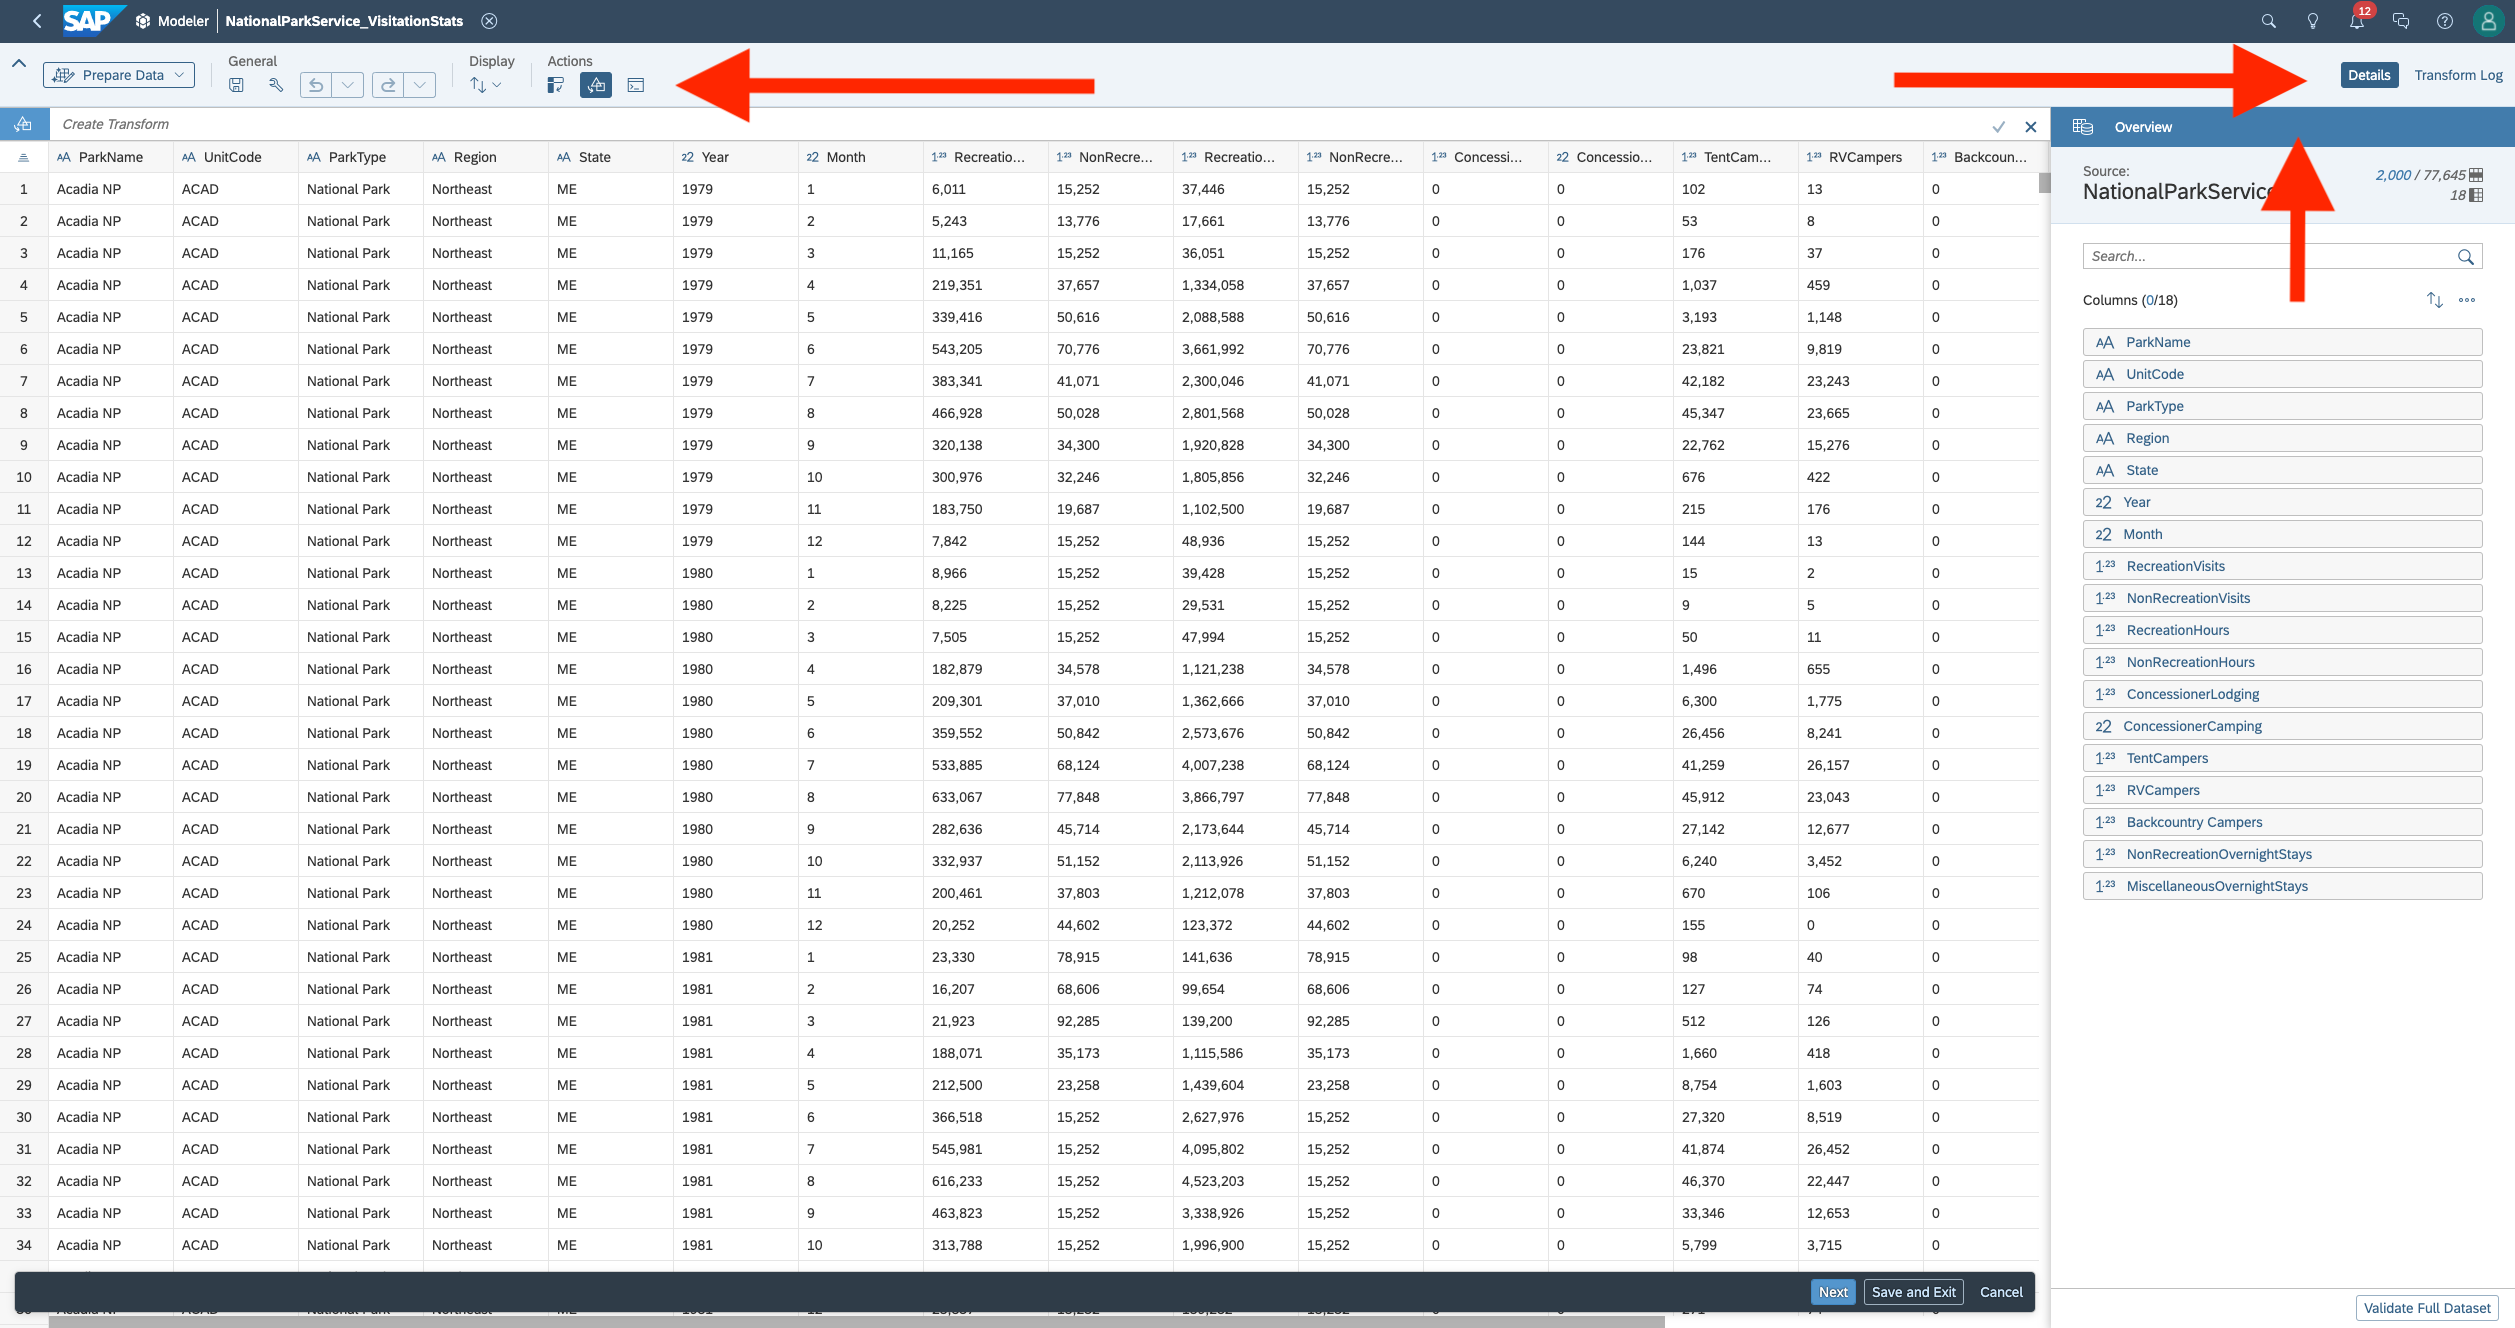 SAP Modeler NationalParkService_VisitationStats 12
Prepare Data General Display Actions Details Transform Log
Create Transform
ParkName UnitCode ParkType Region State Year Month Recreatio... NonRecre... Recreatio... NonRecre... Concessi... Concessio... TentCam... RVCampers Backcoun...
1 Acadia NP ACAD National Park Northeast ME 1979 1 6,011 15,252 37,446 15,252 0 0 102 13 0
2 Acadia NP ACAD National Park Northeast ME 1979 2 5,243 13,776 17,661 13,776 0 0 53 8 0
3 Acadia NP ACAD National Park Northeast ME 1979 3 11,165 15,252 36,051 15,252 0 0 176 37 0
4 Acadia NP ACAD National Park Northeast ME 1979 4 219,351 37,657 1,334,058 37,657 0 0 1,037 459 0
5 Acadia NP ACAD National Park Northeast ME 1979 5 339,416 50,616 2,088,588 50,616 0 0 3,193 1,148 0
6 Acadia NP ACAD National Park Northeast ME 1979 6 543,205 70,776 3,661,992 70,776 0 0 23,821 9,819 0
7 Acadia NP ACAD National Park Northeast ME 1979 7 383,341 41,071 2,300,046 41,071 0 0 42,182 23,243 0
8 Acadia NP ACAD National Park Northeast ME 1979 8 466,928 50,028 2,801,568 50,028 0 0 45,347 23,665 0
9 Acadia NP ACAD National Park Northeast ME 1979 9 320,138 34,300 1,920,828 34,300 0 0 22,762 15,276 0
10 Acadia NP ACAD National Park Northeast ME 1979 10 300,976 32,246 1,805,856 32,246 0 0 676 422 0
11 Acadia NP ACAD National Park Northeast ME 1979 11 183,750 19,687 1,102,500 19,687 0 0 215 176 0
12 Acadia NP ACAD National Park Northeast ME 1979 12 7,842 15,252 48,936 15,252 0 0 144 13 0
13 Acadia NP ACAD National Park Northeast ME 1980 1 8,966 15,252 39,428 15,252 0 0 15 2 0
14 Acadia NP ACAD National Park Northeast ME 1980 2 8,225 15,252 29,531 15,252 0 0 9 5 0
15 Acadia NP ACAD National Park Northeast ME 1980 3 7,505 15,252 47,994 15,252 0 0 50 11 0
16 Acadia NP ACAD National Park Northeast ME 1980 4 182,879 34,578 1,121,238 34,578 0 0 1,496 655 0
17 Acadia NP ACAD National Park Northeast ME 1980 5 209,301 37,010 1,362,666 37,010 0 0 6,300 1,775 0
18 Acadia NP ACAD National Park Northeast ME 1980 6 359,552 50,842 2,573,676 50,842 0 0 26,456 8,241 0
19 Acadia NP ACAD National Park Northeast ME 1980 7 533,885 68,124 4,007,238 68,124 0 0 41,259 26,157 0
20 Acadia NP ACAD National Park Northeast ME 1980 8 633,067 77,848 3,866,797 77,848 0 0 45,912 23,043 0
21 Acadia NP ACAD National Park Northeast ME 1980 9 282,636 45,714 2,173,644 45,714 0 0 27,142 12,677 0
22 Acadia NP ACAD National Park Northeast ME 1980 10 332,937 51,152 2,113,926 51,152 0 0 6,240 3,452 0
23 Acadia NP ACAD National Park Northeast ME 1980 11 200,461 37,803 1,212,078 37,803 0 0 670 106 0
24 Acadia NP ACAD National Park Northeast ME 1980 12 20,252 44,602 123,372 44,602 0 0 155 0 0
25 Acadia NP ACAD National Park Northeast ME 1981 1 23,330 78,915 141,636 78,915 0 0 98 40 0
26 Acadia NP ACAD National Park Northeast ME 1981 2 16,207 68,606 99,654 68,606 0 0 127 74 0
27 Acadia NP ACAD National Park Northeast ME 1981 3 21,923 92,285 139,200 92,285 0 0 512 126 0
28 Acadia NP ACAD National Park Northeast ME 1981 4 188,071 35,173 1,115,586 35,173 0 0 1,660 418 0
29 Acadia NP ACAD National Park Northeast ME 1981 5 212,500 23,258 1,439,604 23,258 0 0 8,754 1,603 0
30 Acadia NP ACAD National Park Northeast ME 1981 6 366,518 15,252 2,627,976 15,252 0 0 27,320 8,519 0
31 Acadia NP ACAD National Park Northeast ME 1981 7 545,981 15,252 4,095,802 15,252 0 0 41,874 26,452 0
32 Acadia NP ACAD National Park Northeast ME 1981 8 616,233 15,252 4,523,203 15,252 0 0 46,370 22,447 0
33 Acadia NP ACAD National Park Northeast ME 1981 9 463,823 15,252 3,338,926 15,252 0 0 33,346 12,653 0
34 Acadia NP ACAD National Park Northeast ME 1981 10 313,788 15,252 1,996,900 15,252 0 0 5,799 3,715 0
Next Save and Exit Cancel
Overview
Source:
NationalParkService
2,000 / 77,645
18
Search...
Columns (0/18)
ParkName
UnitCode
ParkType
Region
State
Year
Month
RecreationVisits
NonRecreationVisits
RecreationHours
NonRecreationHours
ConcessionerLodging
ConcessionerCamping
TentCampers
RVCampers
Backcountry Campers
NonRecreationOvernightStays
MiscellaneousOvernightStays
Validate Full Dataset